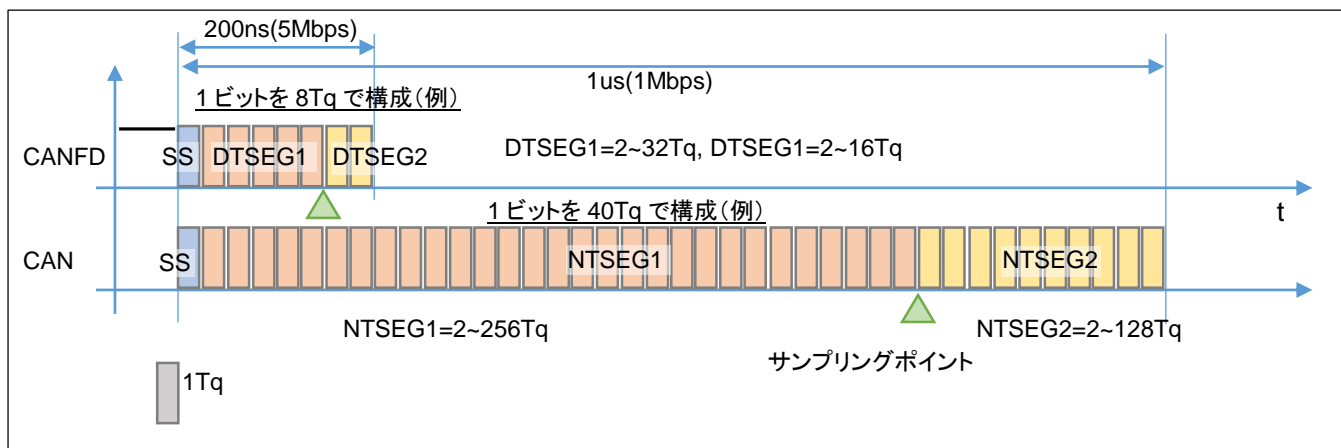 200ns(5Mbps)
1us(1Mbps)
1 ビットを 8Tq で構成(例)
CANFD
SS
DTSEG1
DTSEG2
DTSEG1=2~32Tq, DTSEG1=2~16Tq
t
1 ビットを 40Tq で構成(例)
CAN
SS
NTSEG1
NTSEG2
NTSEG1=2~256Tq
NTSEG2=2~128Tq
サンプリングポイント
1Tq